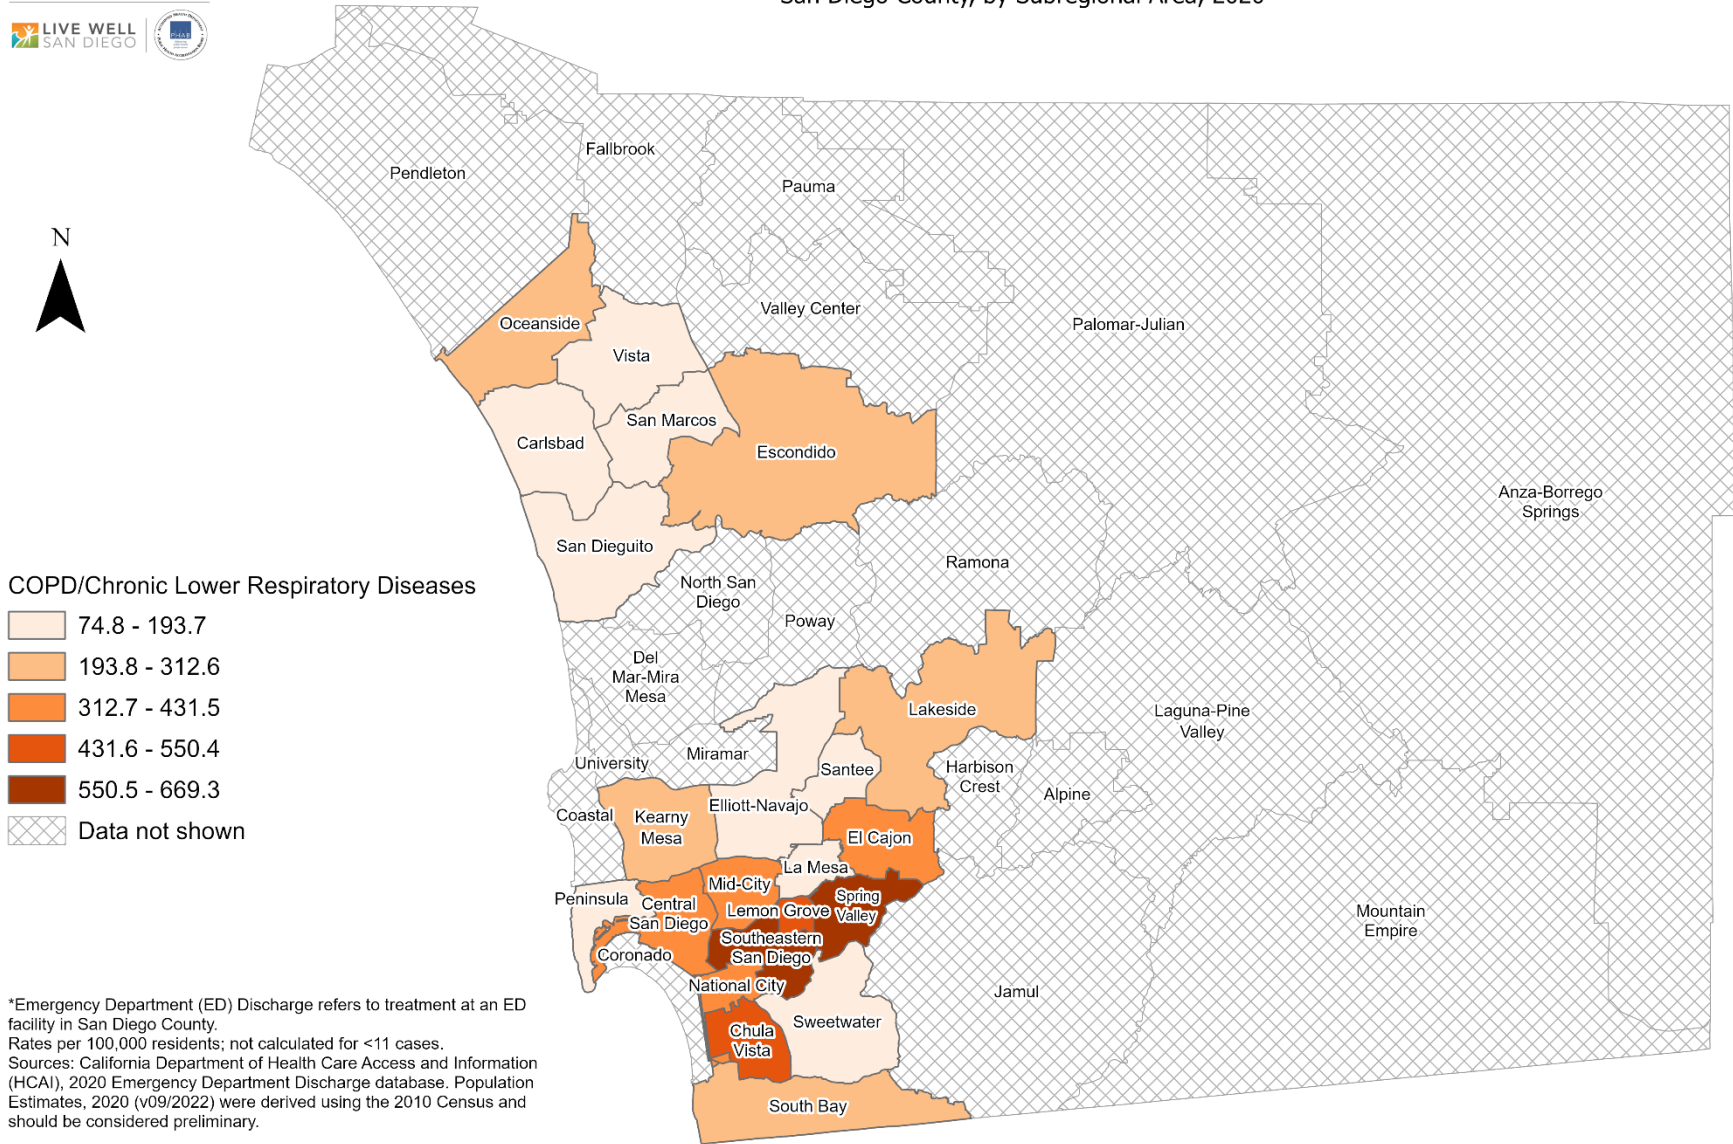 San Diego County, by Subregional Area, 2020
LIVE WELL
SAN DIEGO
PHAB
N
Pendleton
Fallbrook
Pauma
Valley Center
Palomar-Julian
Oceanside
Vista
San Marcos
Carlsbad
Escondido
Anza-Borrego
Springs
San Dieguito
North San
Diego
Ramona
Poway
Del
Mar-Mira
Mesa
Lakeside
Laguna-Pine
Valley
Miramar
University
Santee
Harbison
Crest
Alpine
Elliott-Navajo
Coastal
Kearny
Mesa
El Cajon
La Mesa
Mid-City
Peninsula
Central
San Diego
Lemon Grove
Spring
Valley
Mountain
Empire
Southeastern
San Diego
Coronado
National City
Jamul
Chula
Vista
Sweetwater
South Bay
COPD/Chronic Lower Respiratory Diseases
74.8 - 193.7
193.8 - 312.6
312.7 - 431.5
431.6 - 550.4
550.5 - 669.3
Data not shown
*Emergency Department (ED) Discharge refers to treatment at an ED
facility in San Diego County.
Rates per 100,000 residents; not calculated for <11 cases.
Sources: California Department of Health Care Access and Information
(HCAI), 2020 Emergency Department Discharge database. Population
Estimates, 2020 (v09/2022) were derived using the 2010 Census and
should be considered preliminary.